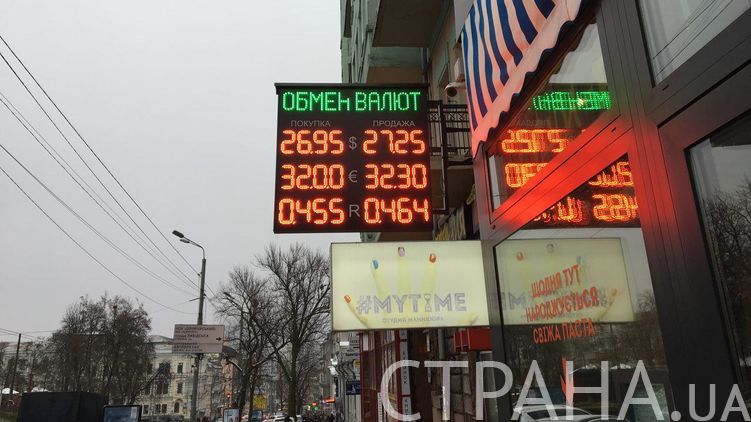 ОБМЕН ВАЛЮТ
ПОКУПКА ПРОДАЖА
26.95 $ 27.25
32.00 € 32.30
0.455 R 0.464
#MYTIME
СТУДИЯ МАНИКЮРА
ЩОДНЯ ТУТ
НАРОДЖУЄТЬСЯ
СВІЖА ПАСТА
СТРАНА.ua